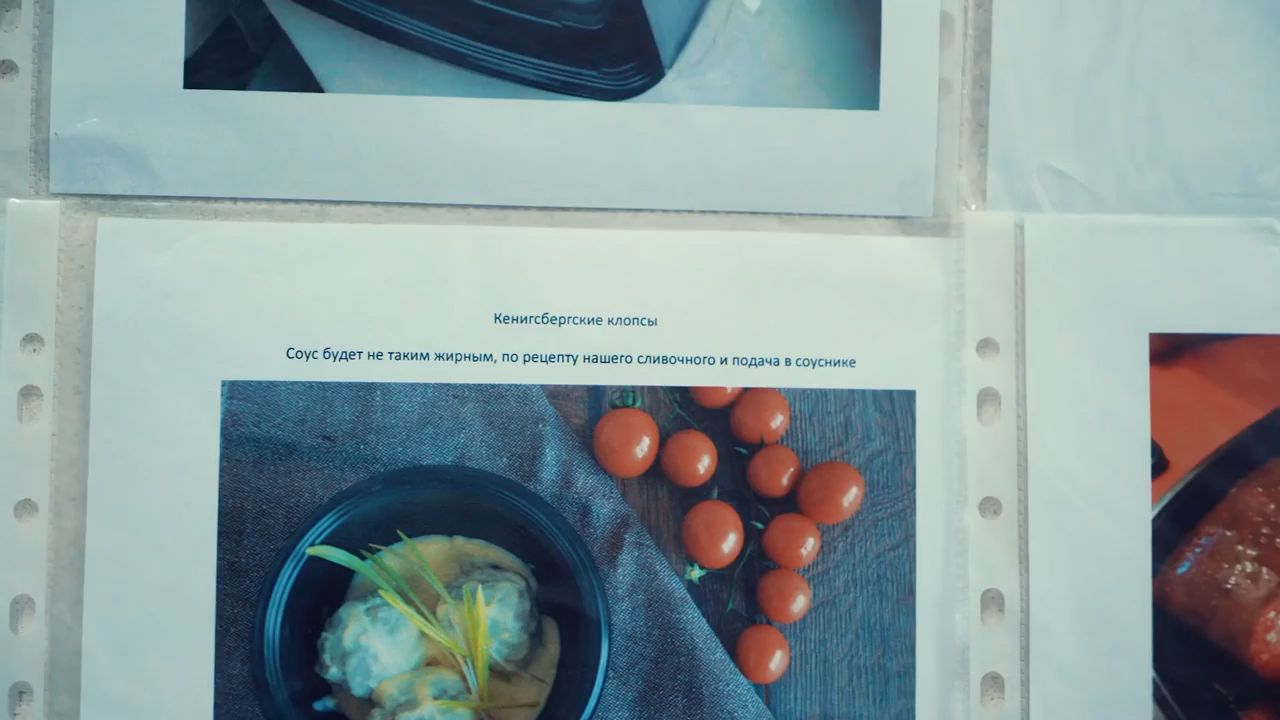 Кенигсбергские клопсы
Соус будет не таким жирным, по рецепту нашего сливочного и подача в соуснике